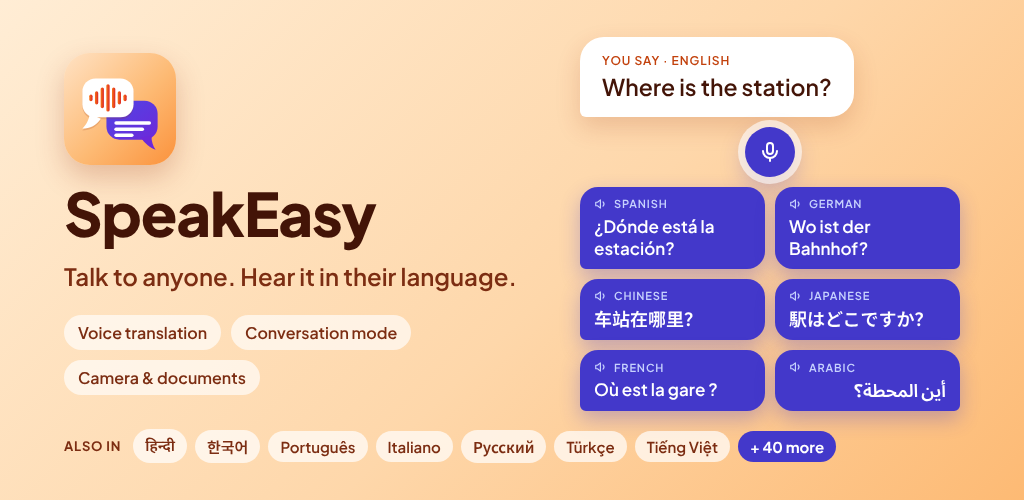 SpeakEasy
Talk to anyone. Hear it in their language.
Voice translation
Conversation mode
Camera & documents
YOU SAY · ENGLISH
Where is the station?
SPANISH
¿Dónde está la
estación?
GERMAN
Wo ist der
Bahnhof?
CHINESE
车站在哪里?
JAPANESE
駅はどこですか?
FRENCH
Où est la gare ?
ARABIC
أين المحطة؟
ALSO IN
हिन्दी
한국어
Português
Italiano
Русский
Türkçe
Tiếng Việt
+ 40 more